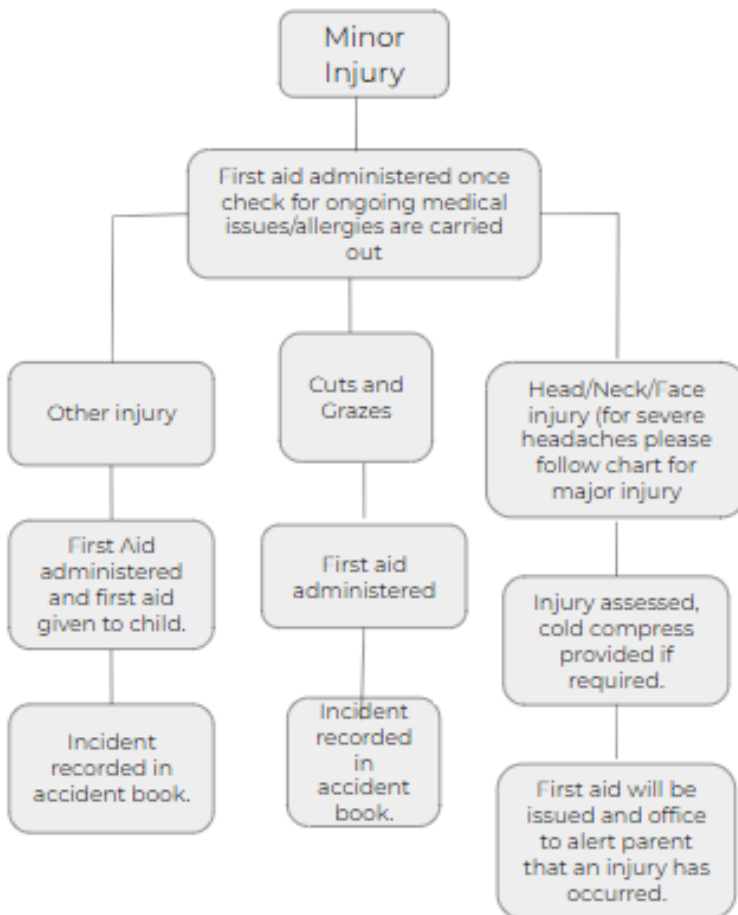 Minor
Injury
First aid administered once
check for ongoing medical
issues/allergies are carried
out
Other injury
First Aid
administered
and first aid
given to child.
Incident
recorded in
accident book.
Cuts and
Grazes
First aid
administered
Incident
recorded
in
accident
book.
Head/Neck/Face
injury (for severe
headaches please
follow chart for
major injury
Injury assessed,
cold compress
provided if
required.
First aid will be
issued and office
to alert parent
that an injury has
occurred.